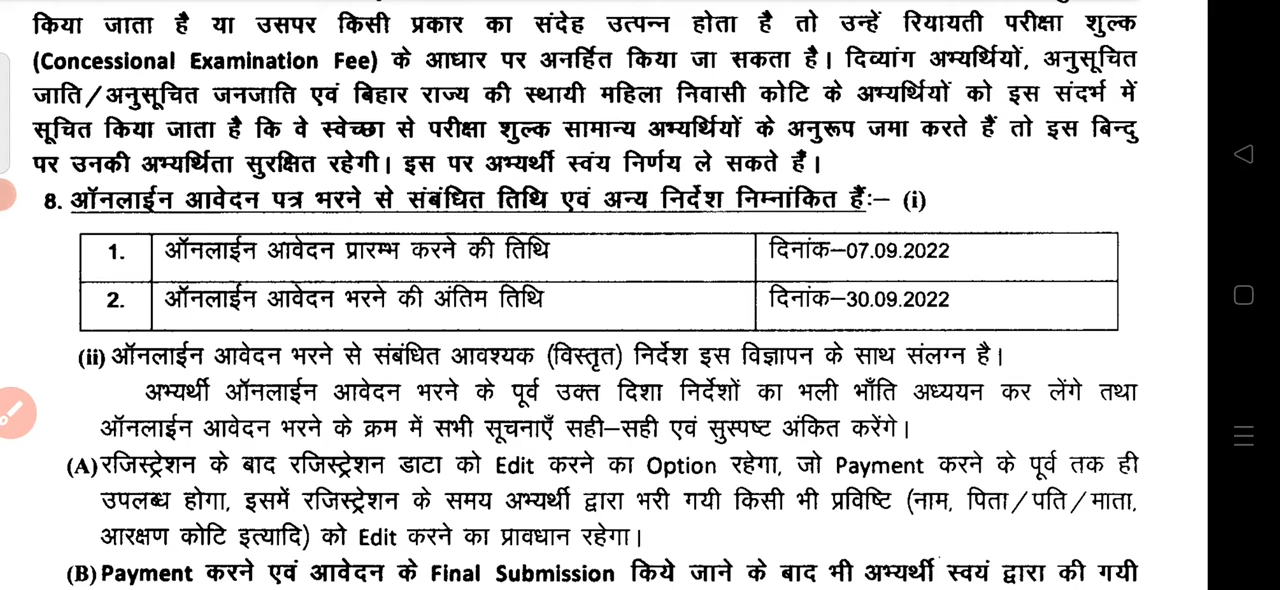 किया जाता है या उसपर किसी प्रकार का संदेह उत्पन्न होता है तो उन्हें रियायती परीक्षा शुल्क
(Concessional Examination Fee) के आधार पर अनर्हित किया जा सकता है। दिव्यांग अभ्यर्थियों, अनुसूचित
जाति/अनुसूचित जनजाति एवं बिहार राज्य की स्थायी महिला निवासी कोटि के अभ्यर्थियों को इस संदर्भ में
सूचित किया जाता है कि वे स्वेच्छा से परीक्षा शुल्क सामान्य अभ्यर्थियों के अनुरूप जमा करते हैं तो इस बिन्दु
पर उनकी अभ्यर्थिता सुरक्षित रहेगी। इस पर अभ्यर्थी स्वंय निर्णय ले सकते हैं।
8. ऑनलाईन आवेदन पत्र भरने से संबंधित तिथि एवं अन्य निर्देश निम्नांकित हैं:– (i)
1. ऑनलाईन आवेदन प्रारम्भ करने की तिथि दिनांक–07.09.2022
2. ऑनलाईन आवेदन भरने की अंतिम तिथि दिनांक–30.09.2022
(ii) ऑनलाईन आवेदन भरने से संबंधित आवश्यक (विस्तृत) निर्देश इस विज्ञापन के साथ संलग्न है।
अभ्यर्थी ऑनलाईन आवेदन भरने के पूर्व उक्त दिशा निर्देशों का भली भाँति अध्ययन कर लेंगे तथा
ऑनलाईन आवेदन भरने के क्रम में सभी सूचनाएँ सही–सही एवं सुस्पष्ट अंकित करेंगे।
(A) रजिस्ट्रेशन के बाद रजिस्ट्रेशन डाटा को Edit करने का Option रहेगा, जो Payment करने के पूर्व तक ही
उपलब्ध होगा, इसमें रजिस्ट्रेशन के समय अभ्यर्थी द्वारा भरी गयी किसी भी प्रविष्टि (नाम, पिता/पति/माता,
आरक्षण कोटि इत्यादि) को Edit करने का प्रावधान रहेगा।
(B) Payment करने एवं आवेदन के Final Submission किये जाने के बाद भी अभ्यर्थी स्वयं द्वारा की गयी